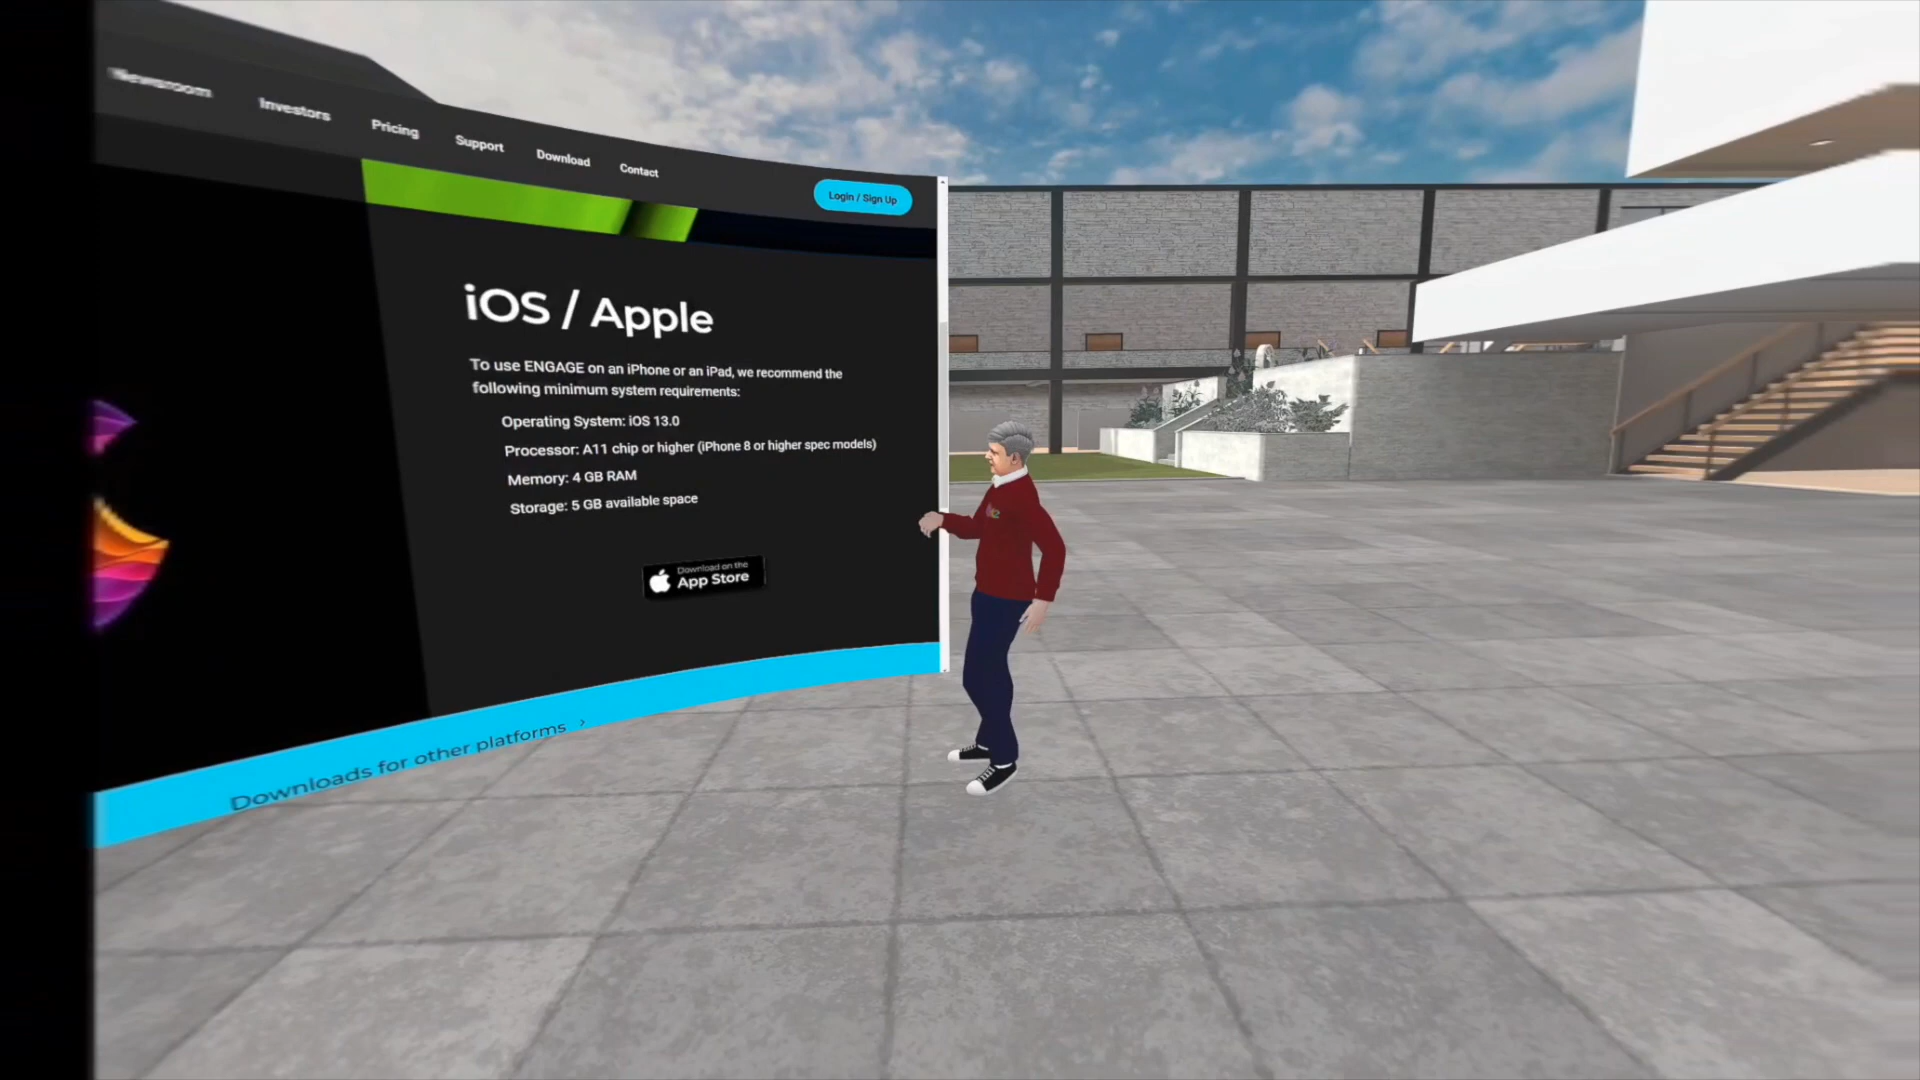 Newsroom
Investors
Pricing
Support
Download
Contact
Login / Sign Up
iOS / Apple
To use ENGAGE on an iPhone or an iPad, we recommend the
following minimum system requirements:
Operating System: iOS 13.0
Processor: A11 chip or higher (iPhone 8 or higher spec models)
Memory: 4 GB RAM
Storage: 5 GB available space
Download on the
App Store
Downloads for other platforms >